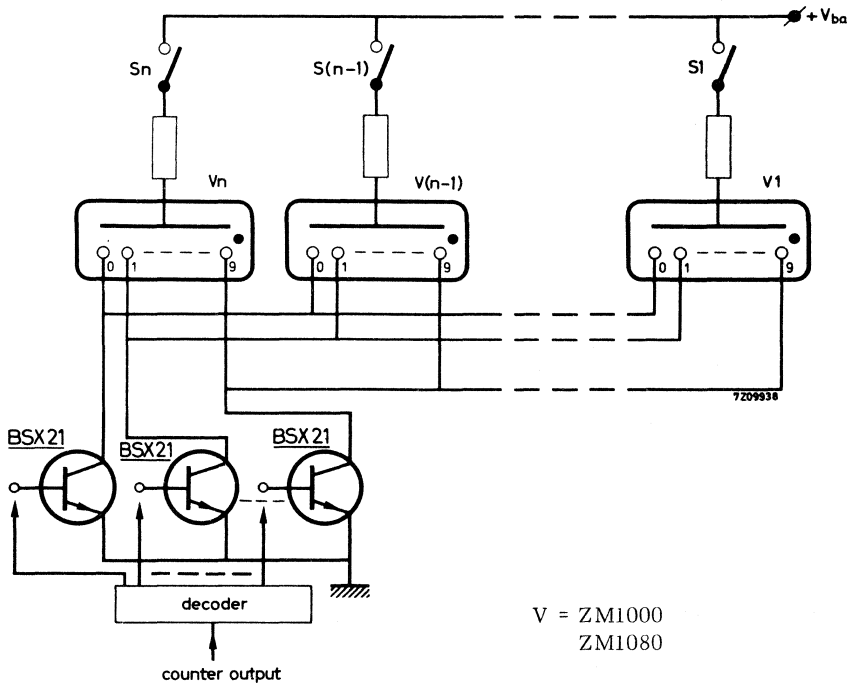 + Vba
Sn
S(n-1)
S1
Vn
V(n-1)
V1
0 1 9
0 1 9
0 1 9
7Z09938
BSX21
BSX21
BSX21
decoder
counter output
V = ZM1000
ZM1080